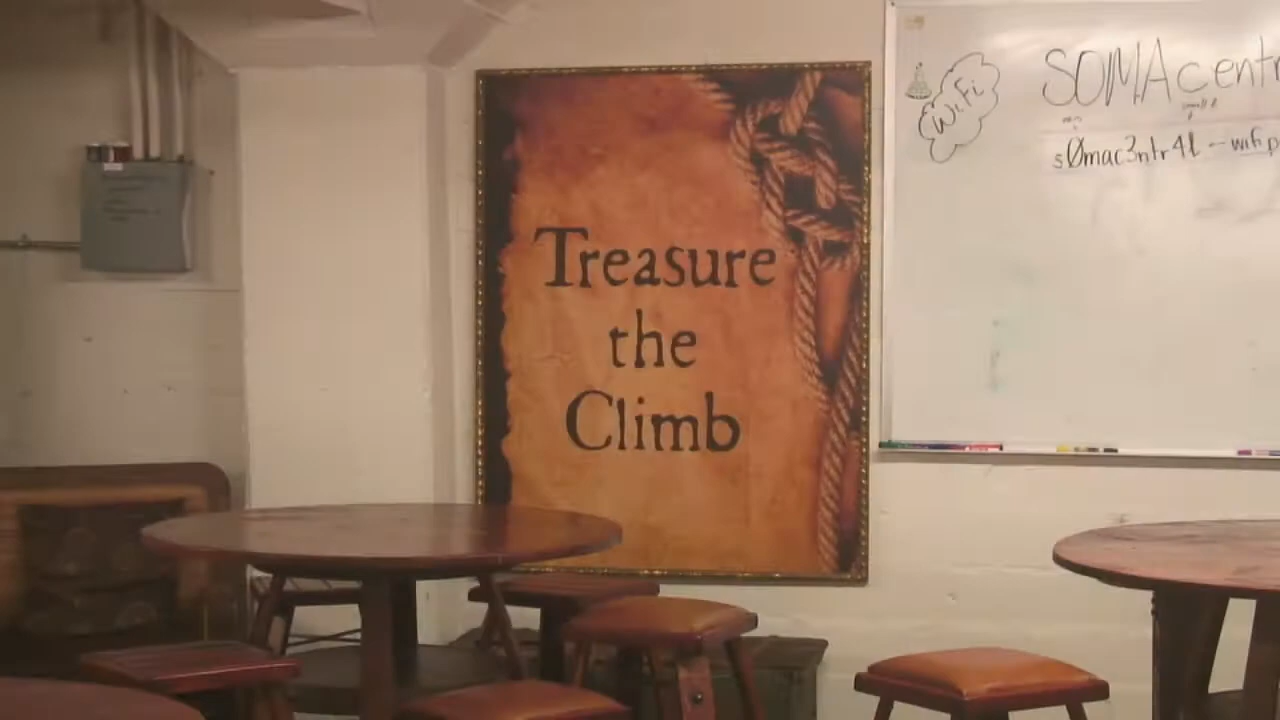 Treasure
the
Climb
WiFi
SOMAcentr
s0mac3ntr4l - wifi p